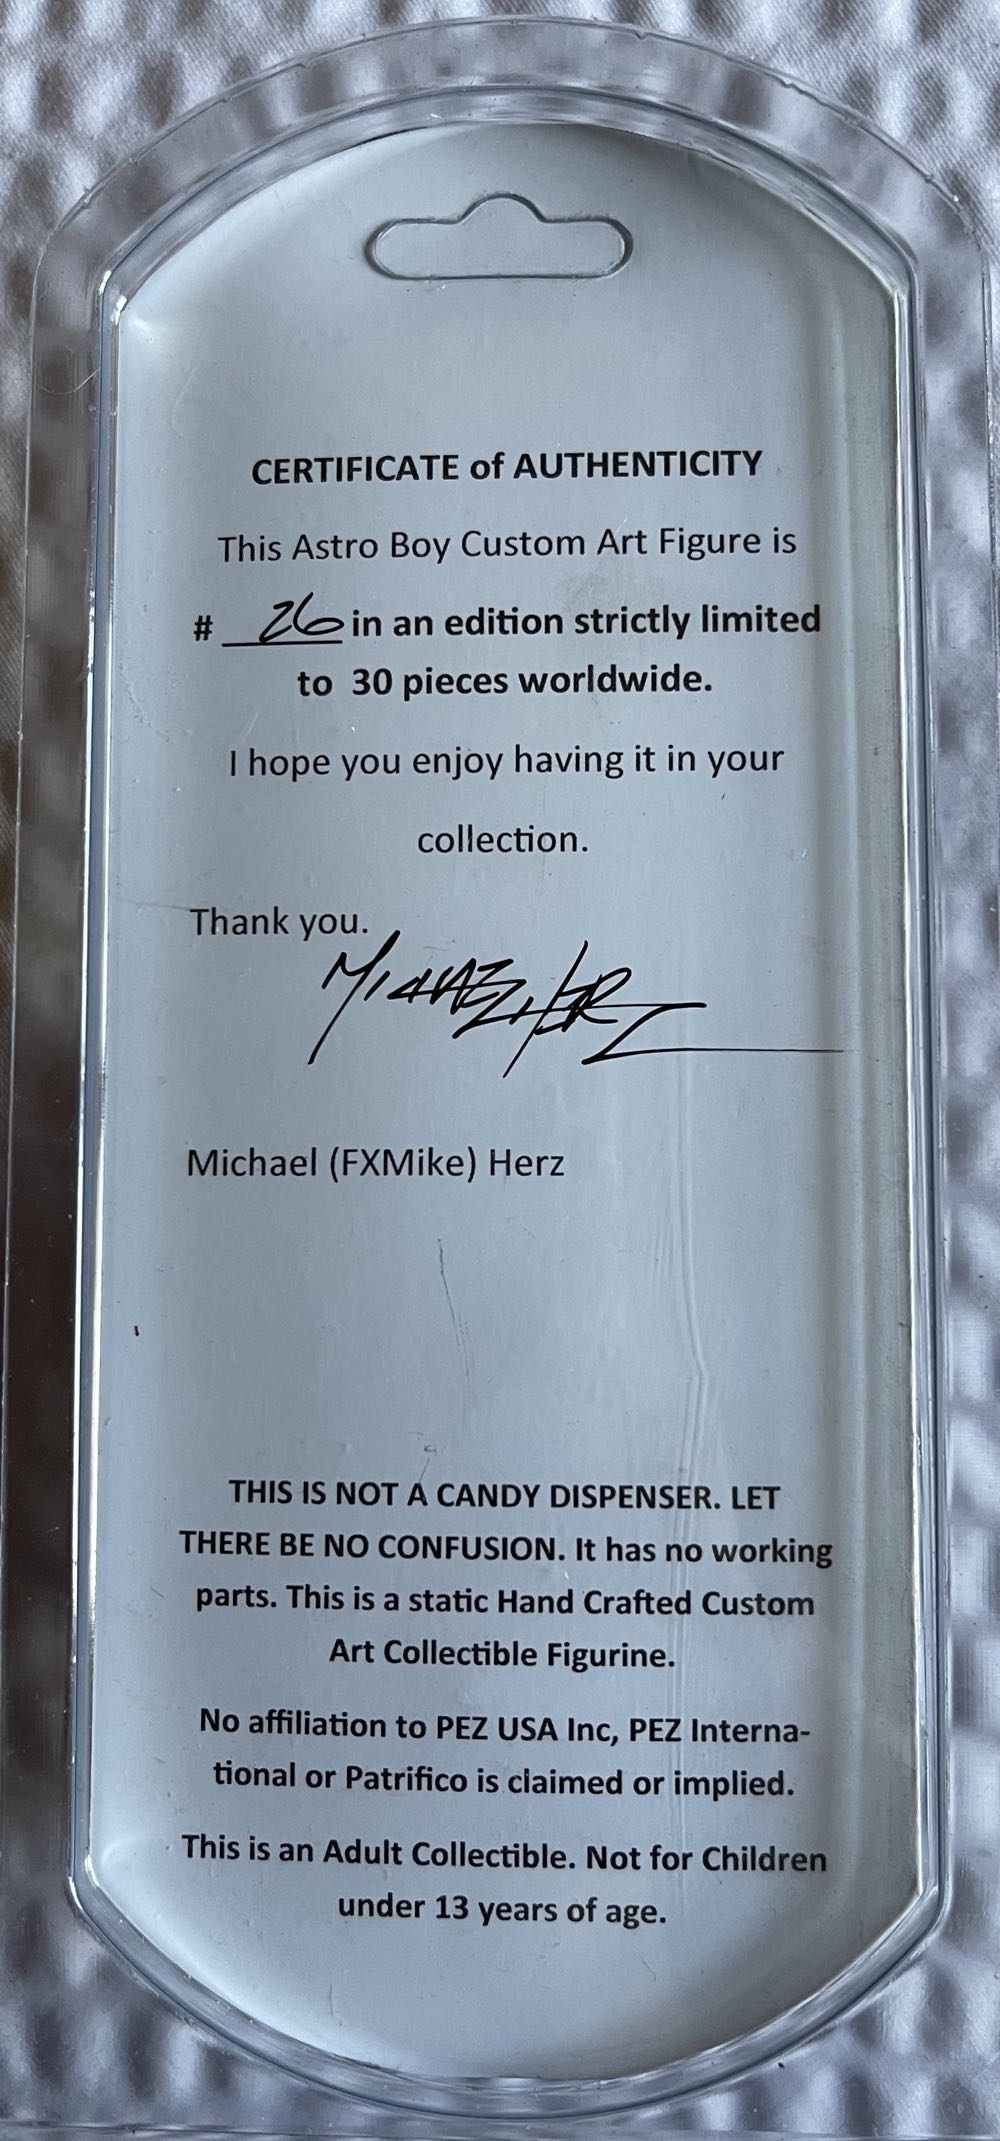 CERTIFICATE of AUTHENTICITY
This Astro Boy Custom Art Figure is
# 26 in an edition strictly limited
to 30 pieces worldwide.
I hope you enjoy having it in your
collection.
Thank you.
Michael Herz
Michael (FXMike) Herz
THIS IS NOT A CANDY DISPENSER. LET
THERE BE NO CONFUSION. It has no working
parts. This is a static Hand Crafted Custom
Art Collectible Figurine.
No affiliation to PEZ USA Inc, PEZ Interna-
tional or Patrifico is claimed or implied.
This is an Adult Collectible. Not for Children
under 13 years of age.